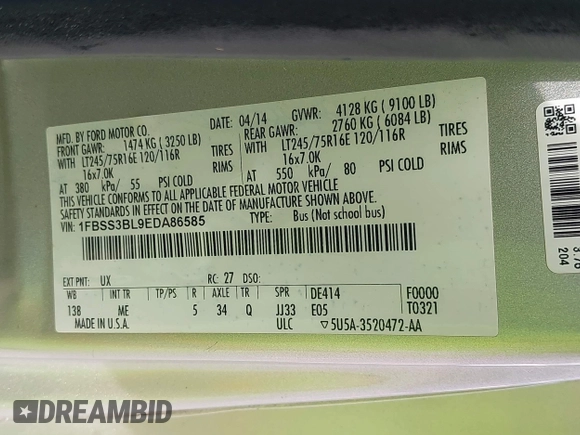 MFD. BY FORD MOTOR CO.
DATE: 04/14 GVWR: 4128 KG ( 9100 LB)
FRONT GAWR: 1474 KG ( 3250 LB) REAR GAWR: 2760 KG ( 6084 LB)
WITH LT245/75R16E 120/116R TIRES WITH LT245/75R16E 120/116R TIRES
16x7.0K RIMS 16x7.0K RIMS
AT 380 kPa/ 55 PSI COLD AT 550 kPa/ 80 PSI COLD
THIS VEHICLE CONFORMS TO ALL APPLICABLE FEDERAL MOTOR VEHICLE
SAFETY STANDARDS IN EFFECT ON THE DATE OF MANUFACTURE SHOWN ABOVE.
VIN: 1FBSS3BL9EDA86585 TYPE: Bus (Not school bus)
EXT PNT: UX RC: 27 DSO:
WB INT TR TP/PS R AXLE TR SPR DE414 F0000
138 ME 5 34 Q JJ33 E05 T0321
MADE IN U.S.A. ULC 5U5A-3520472-AA
204
DREAMBID